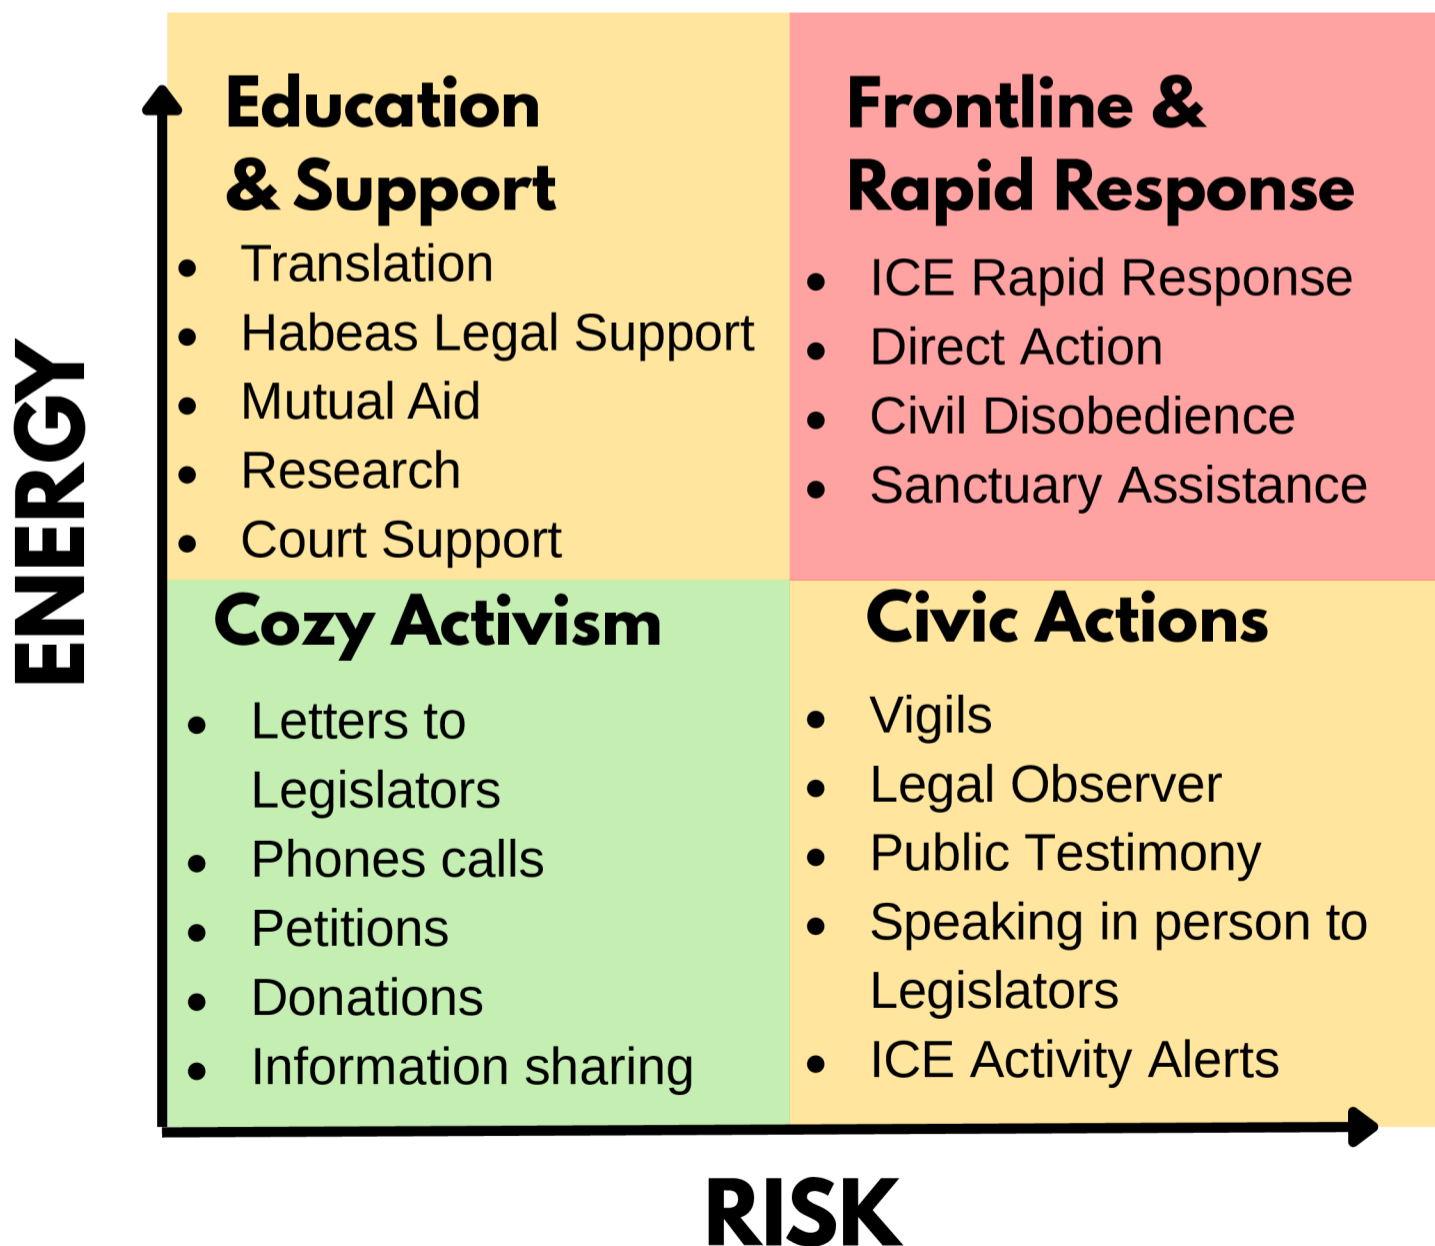 Education
& Support
• Translation
• Habeas Legal Support
• Mutual Aid
• Research
• Court Support
Frontline &
Rapid Response
• ICE Rapid Response
• Direct Action
• Civil Disobedience
• Sanctuary Assistance
ENERGY
Cozy Activism
• Letters to
Legislators
• Phones calls
• Petitions
• Donations
• Information sharing
Civic Actions
• Vigils
• Legal Observer
• Public Testimony
• Speaking in person to
Legislators
• ICE Activity Alerts
RISK